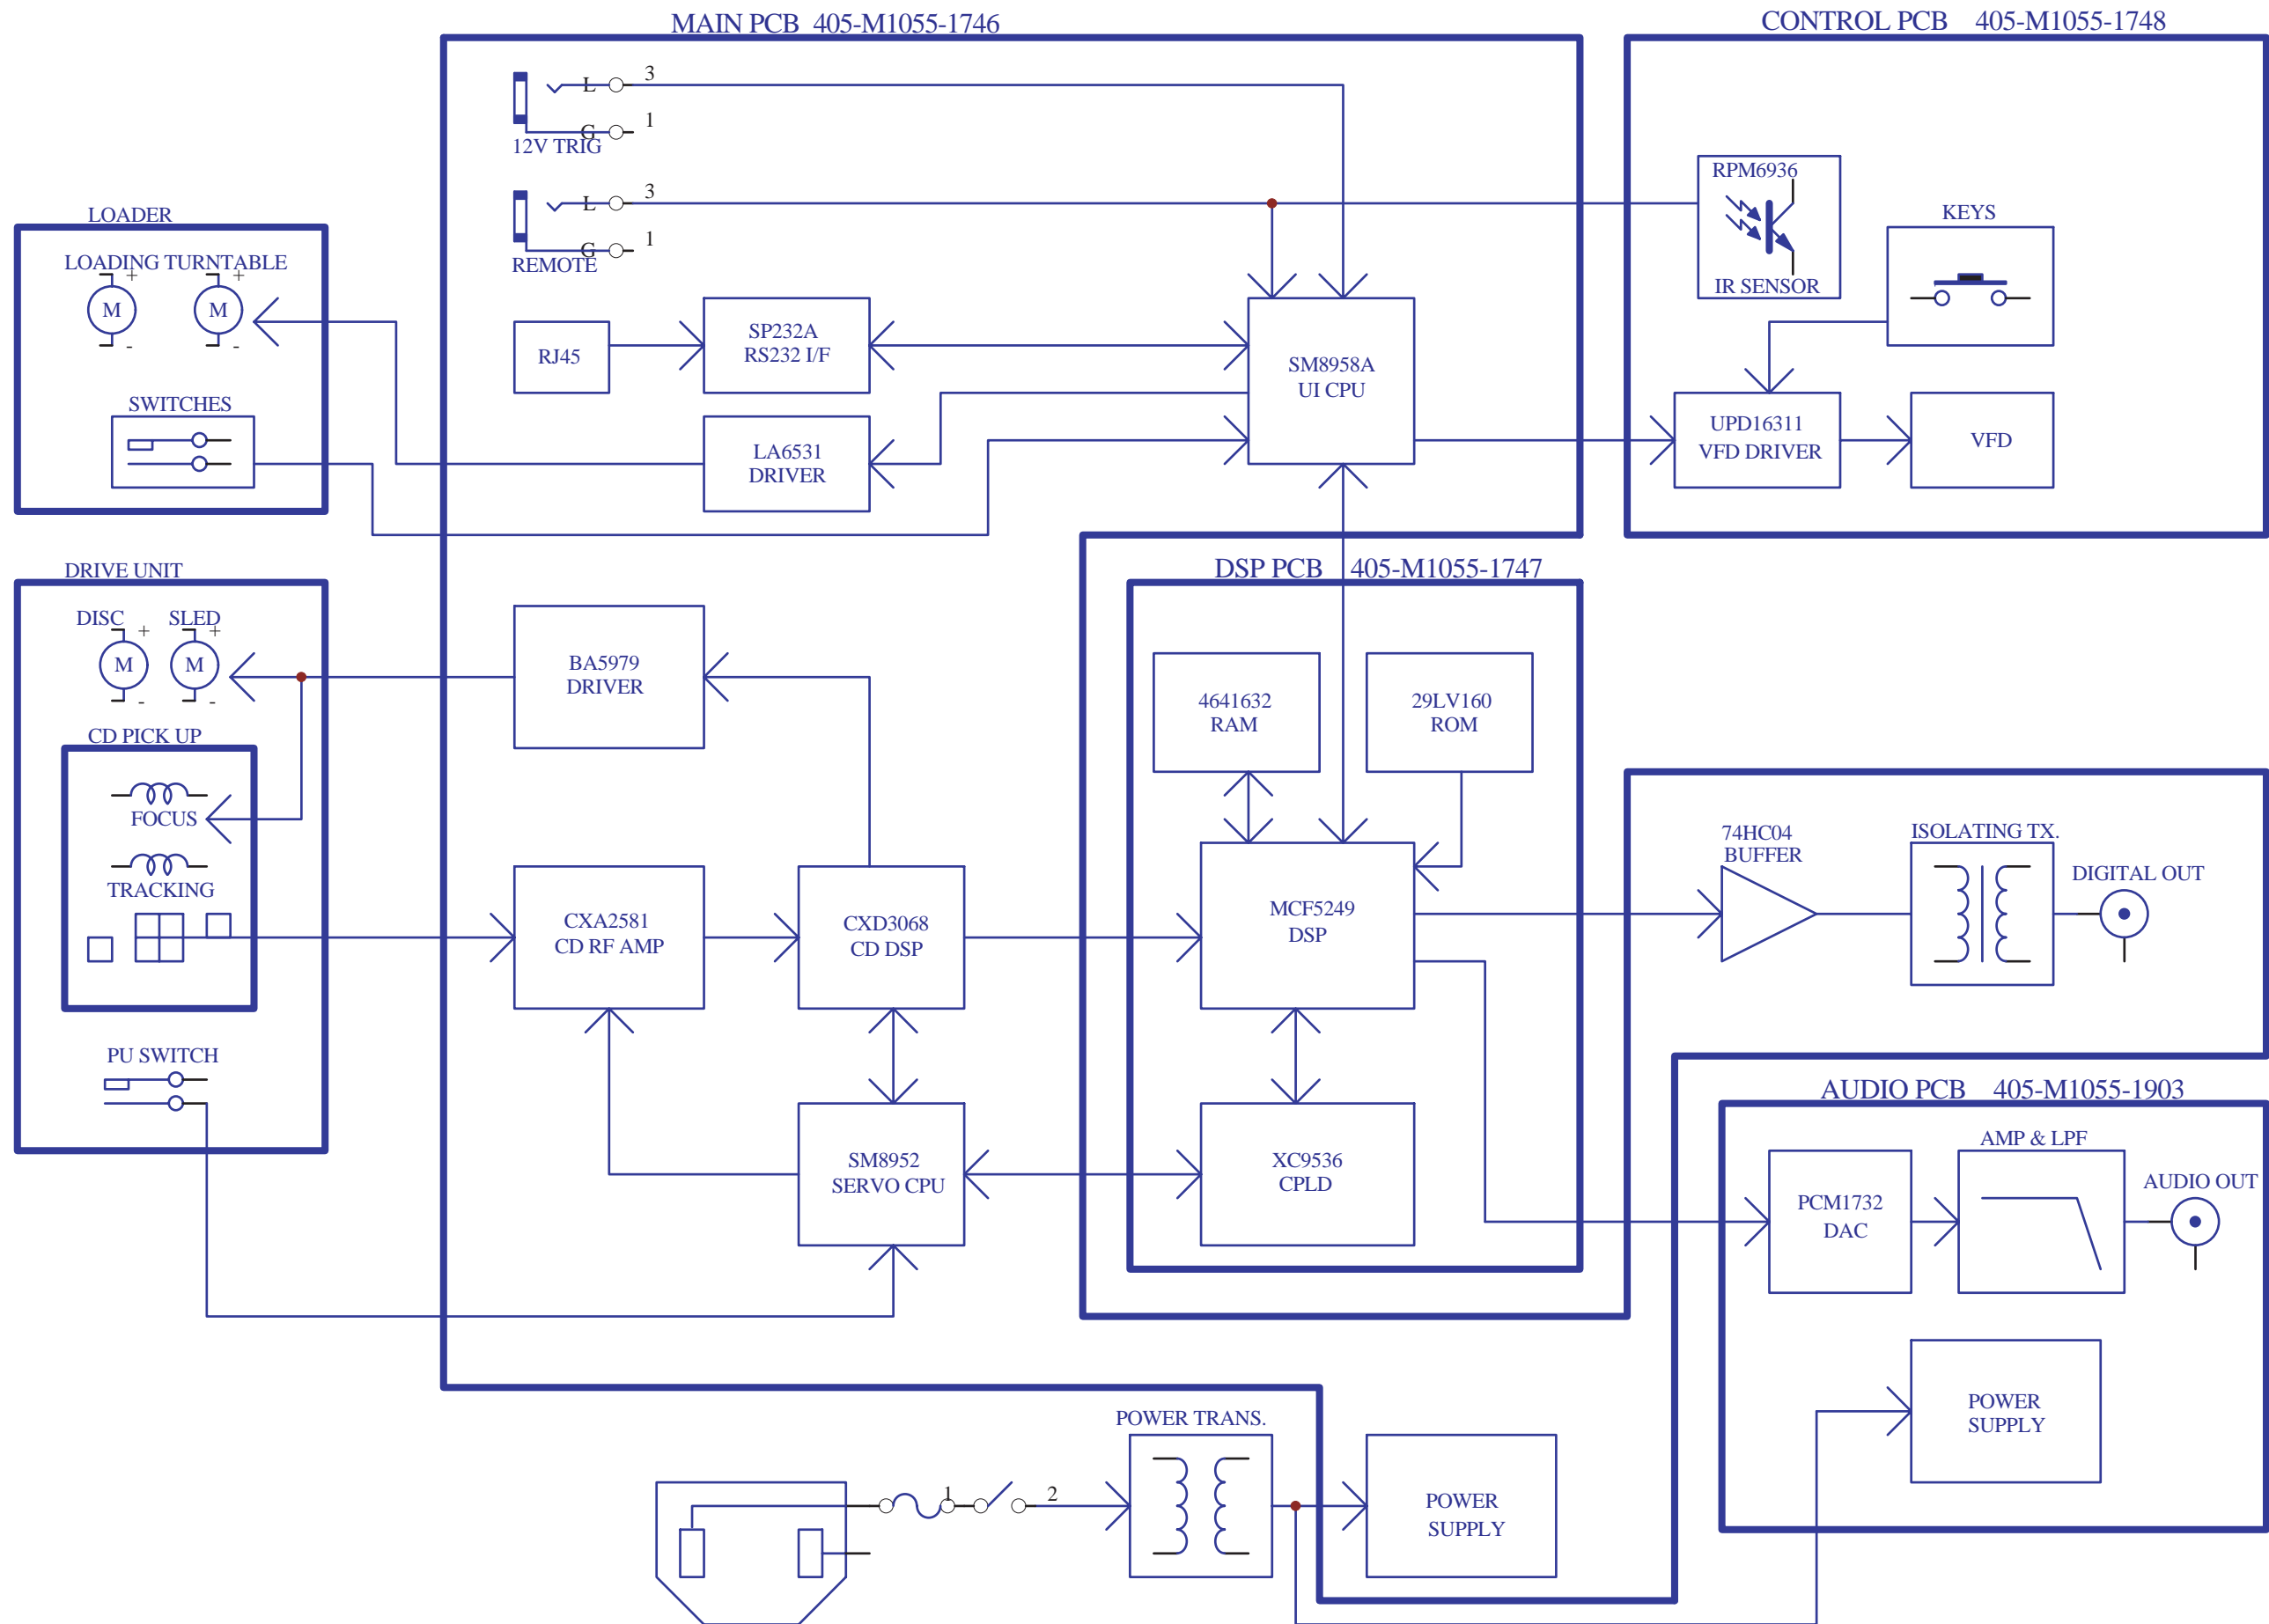 MAIN PCB 405-M1055-1746
CONTROL PCB 405-M1055-1748
L 3
G 1
12V TRIG
L 3
G 1
REMOTE
RPM6936
IR SENSOR
KEYS
LOADER
LOADING TURNTABLE
M + -
M + -
SWITCHES
RJ45
SP232A
RS232 I/F
LA6531
DRIVER
SM8958A
UI CPU
UPD16311
VFD DRIVER
VFD
DRIVE UNIT
DISC SLED
M + -
M + -
CD PICK UP
FOCUS
TRACKING
PU SWITCH
BA5979
DRIVER
CXA2581
CD RF AMP
CXD3068
CD DSP
SM8952
SERVO CPU
DSP PCB 405-M1055-1747
4641632
RAM
29LV160
ROM
MCF5249
DSP
XC9536
CPLD
74HC04
BUFFER
ISOLATING TX.
DIGITAL OUT
AUDIO PCB 405-M1055-1903
PCM1732
DAC
AMP & LPF
AUDIO OUT
POWER
SUPPLY
POWER TRANS.
1 2
POWER
SUPPLY